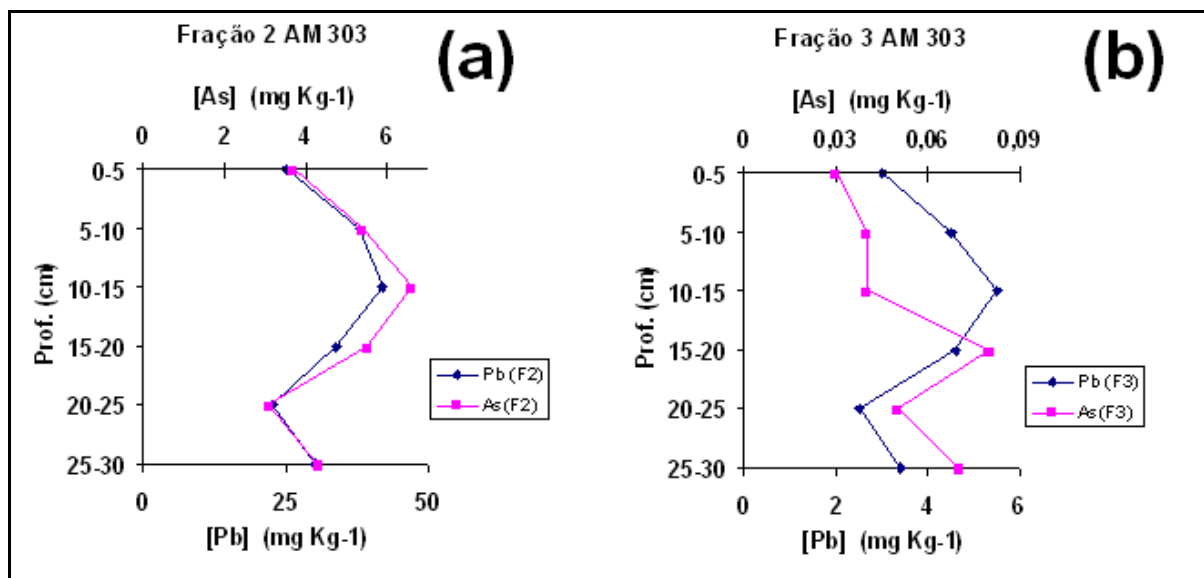 Fração 2 AM 303
(a)
[As] (mg Kg-1)
0 2 4 6
0-5
5-10
10-15
15-20
20-25
25-30
Prof. (cm)
Pb (F2)
As(F2)
0 25 50
[Pb] (mg Kg-1)
Fração 3 AM 303
(b)
[As] (mg Kg-1)
0 0,03 0,06 0,09
0-5
5-10
10-15
15-20
20-25
25-30
Prof. (cm)
Pb (F3)
As(F3)
0 2 4 6
[Pb] (mg Kg-1)